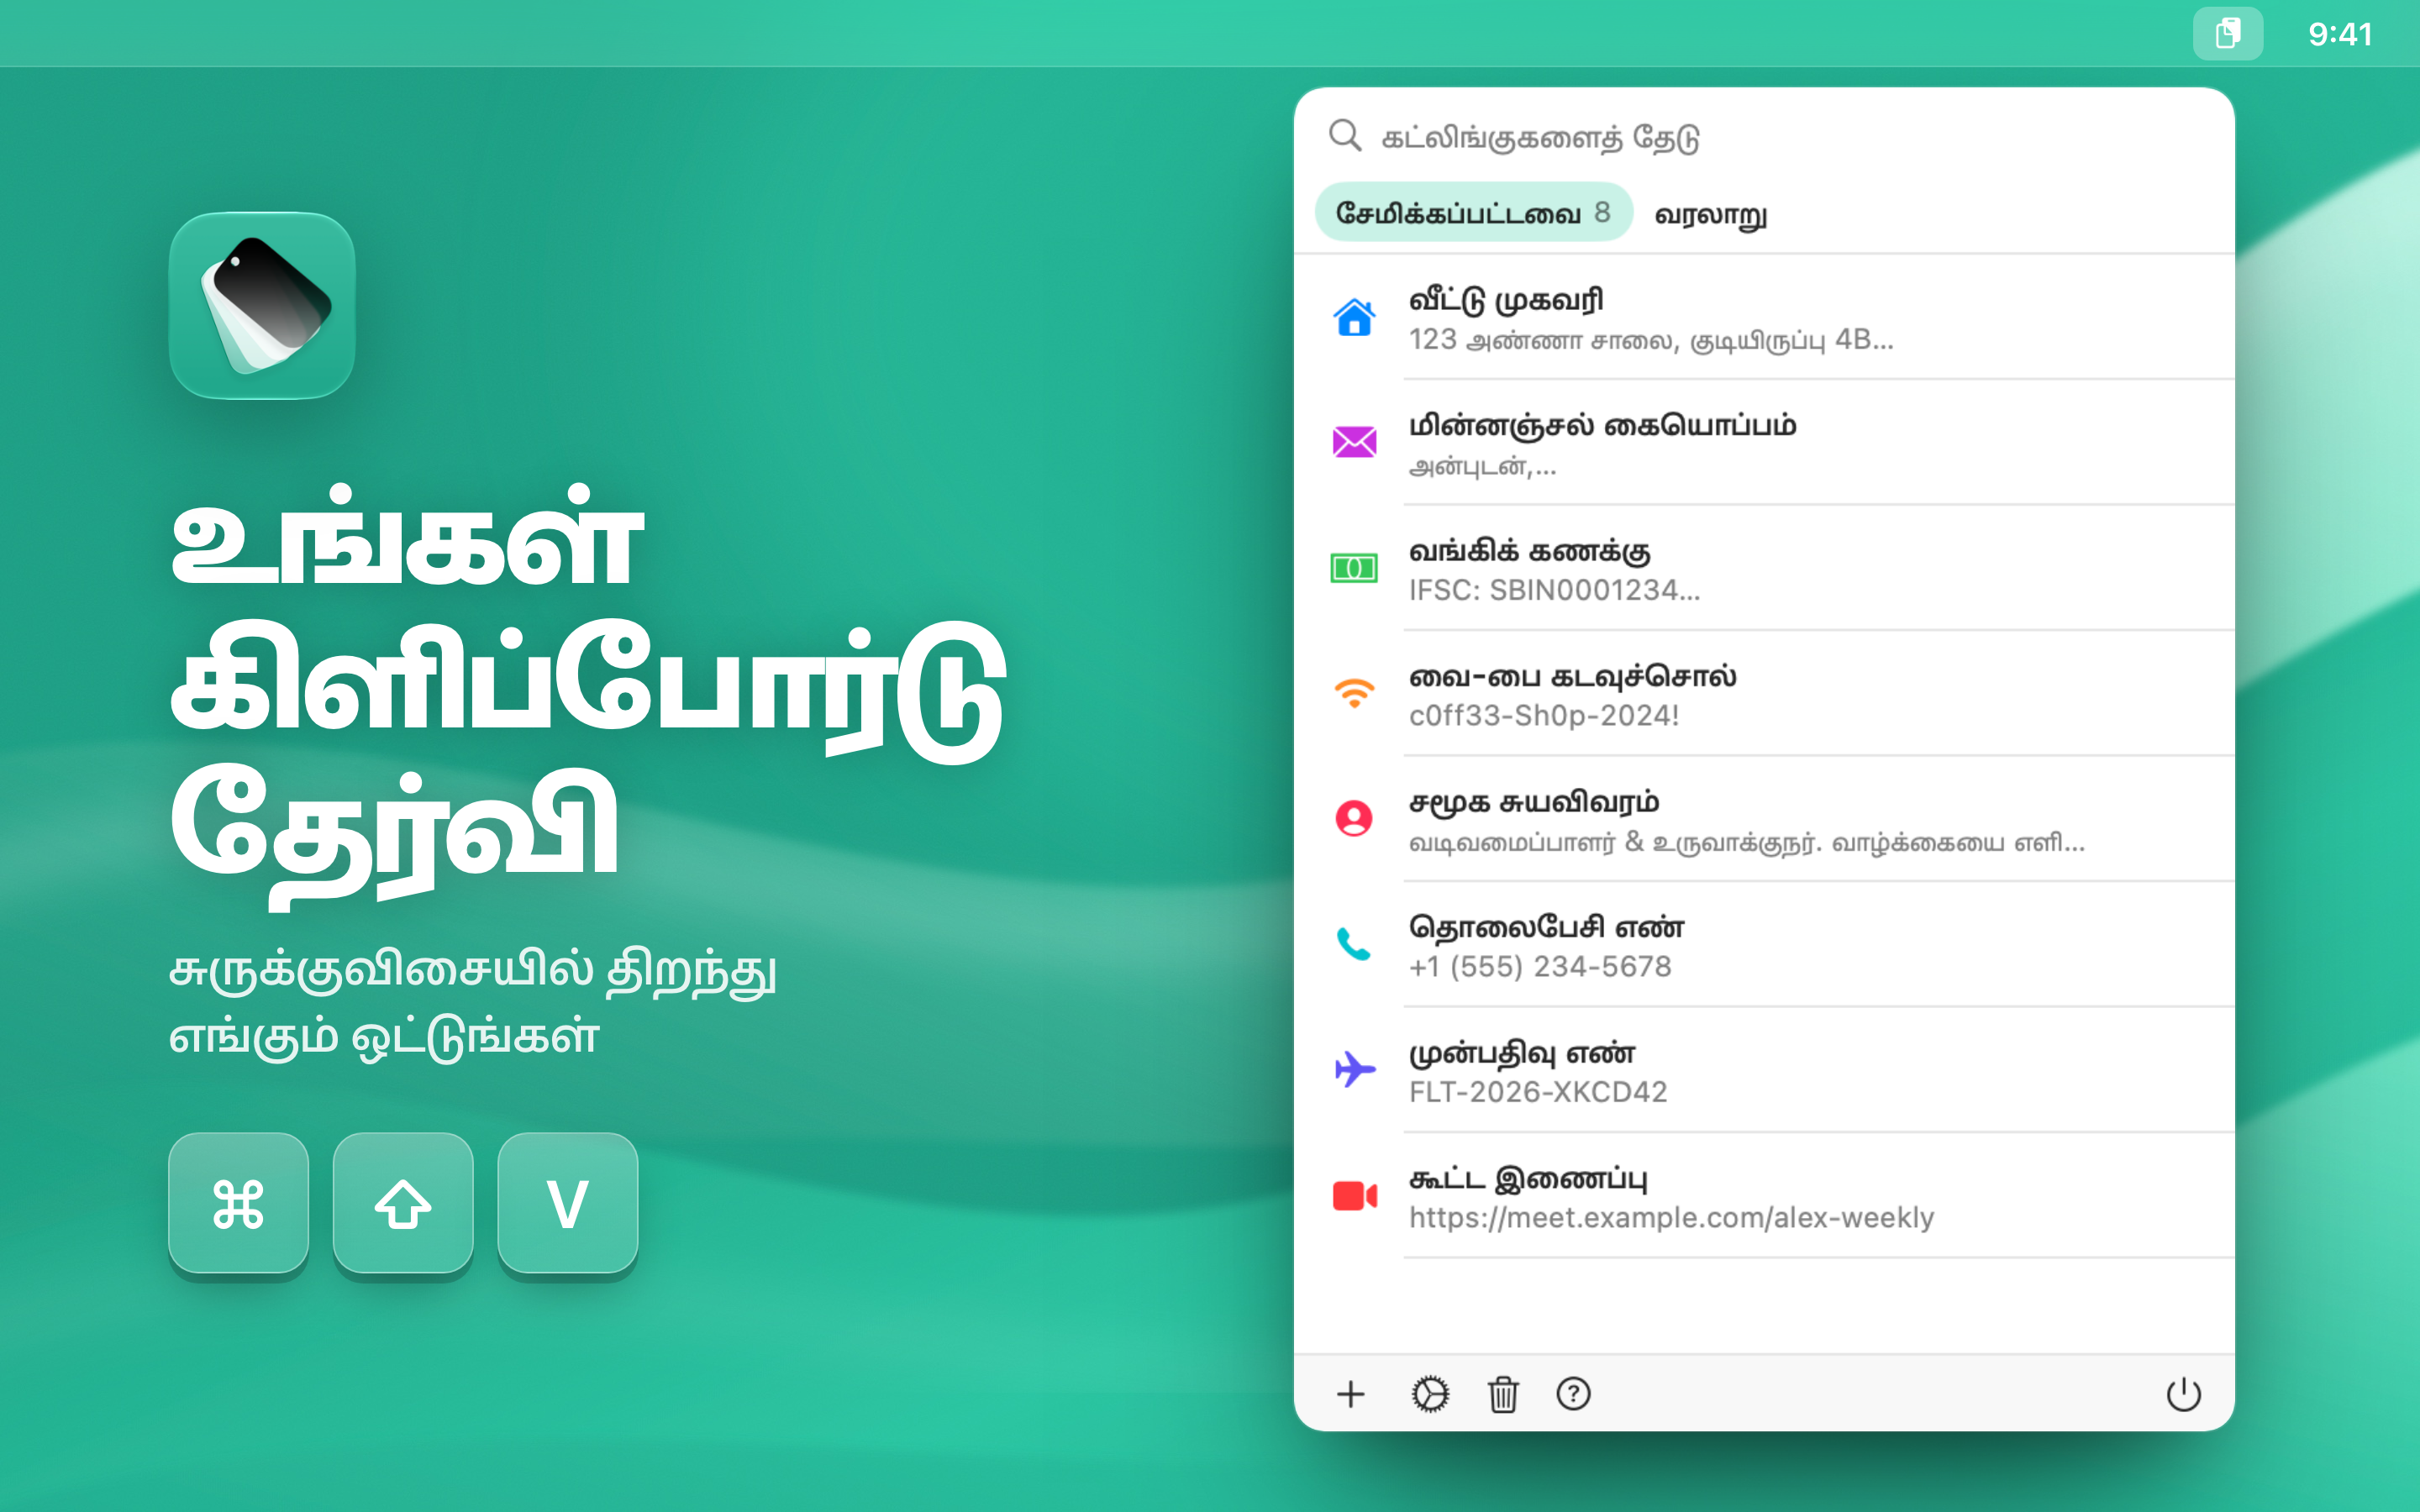 9:41
உங்கள்
கிளிப்போர்டு
தேர்வி
சுருக்குவிசையில் திறந்து
எங்கும் ஒட்டுங்கள்
⌘ ⇧ V
கட்லிங்குகளைத் தேடு
சேமிக்கப்பட்டவை 8 வரலாறு
வீட்டு முகவரி
123 அண்ணா சாலை, குடியிருப்பு 4B...
மின்னஞ்சல் கையொப்பம்
அன்புடன்,...
வங்கிக் கணக்கு
IFSC: SBIN0001234...
வை-பை கடவுச்சொல்
c0ff33-Sh0p-2024!
சமூக சுயவிவரம்
வடிவமைப்பாளர் & உருவாக்குநர். வாழ்க்கையை எளி...
தொலைபேசி எண்
+1 (555) 234-5678
முன்பதிவு எண்
FLT-2026-XKCD42
கூட்ட இணைப்பு
https://meet.example.com/alex-weekly